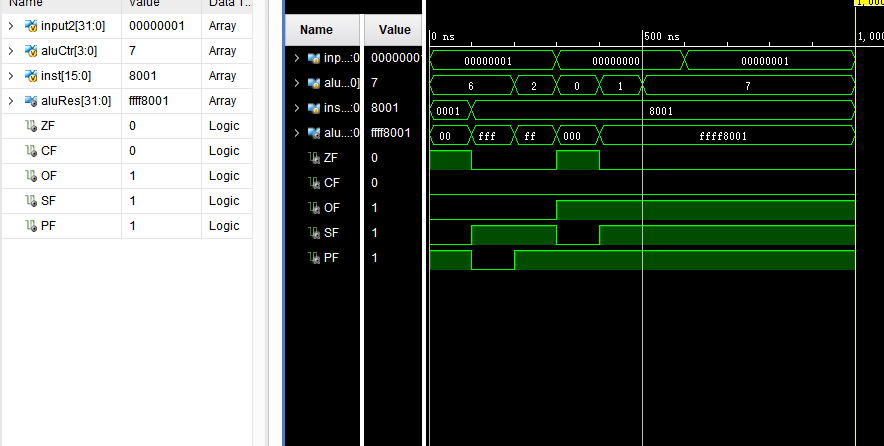 Name Value Data T...
input2[31:0] 00000001 Array
aluCtr[3:0] 7 Array
inst[15:0] 8001 Array
aluRes[31:0] ffff8001 Array
ZF 0 Logic
CF 0 Logic
OF 1 Logic
SF 1 Logic
PF 1 Logic
Name Value
inp...:0 00000001
alu...0] 7
ins...:0 8001
alu...:0 ffff8001
ZF 0
CF 0
OF 1
SF 1
PF 1
1,000
0 ns 500 ns 1,000
00000001 00000000 00000001
6 2 0 1 7
0001 8001
00 fff ff 000 ffff8001